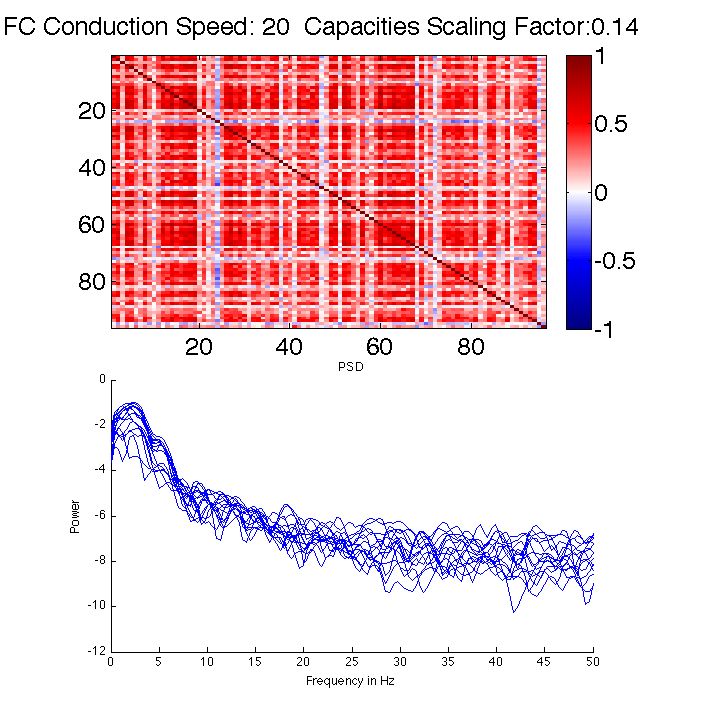 FC Conduction Speed: 20  Capacities Scaling Factor:0.14
1
0.5
0
-0.5
-1
20
40
60
80
20 40 60 80
PSD
0
-2
-4
-6
-8
-10
-12
Power
0 5 10 15 20 25 30 35 40 45 50
Frequency in Hz